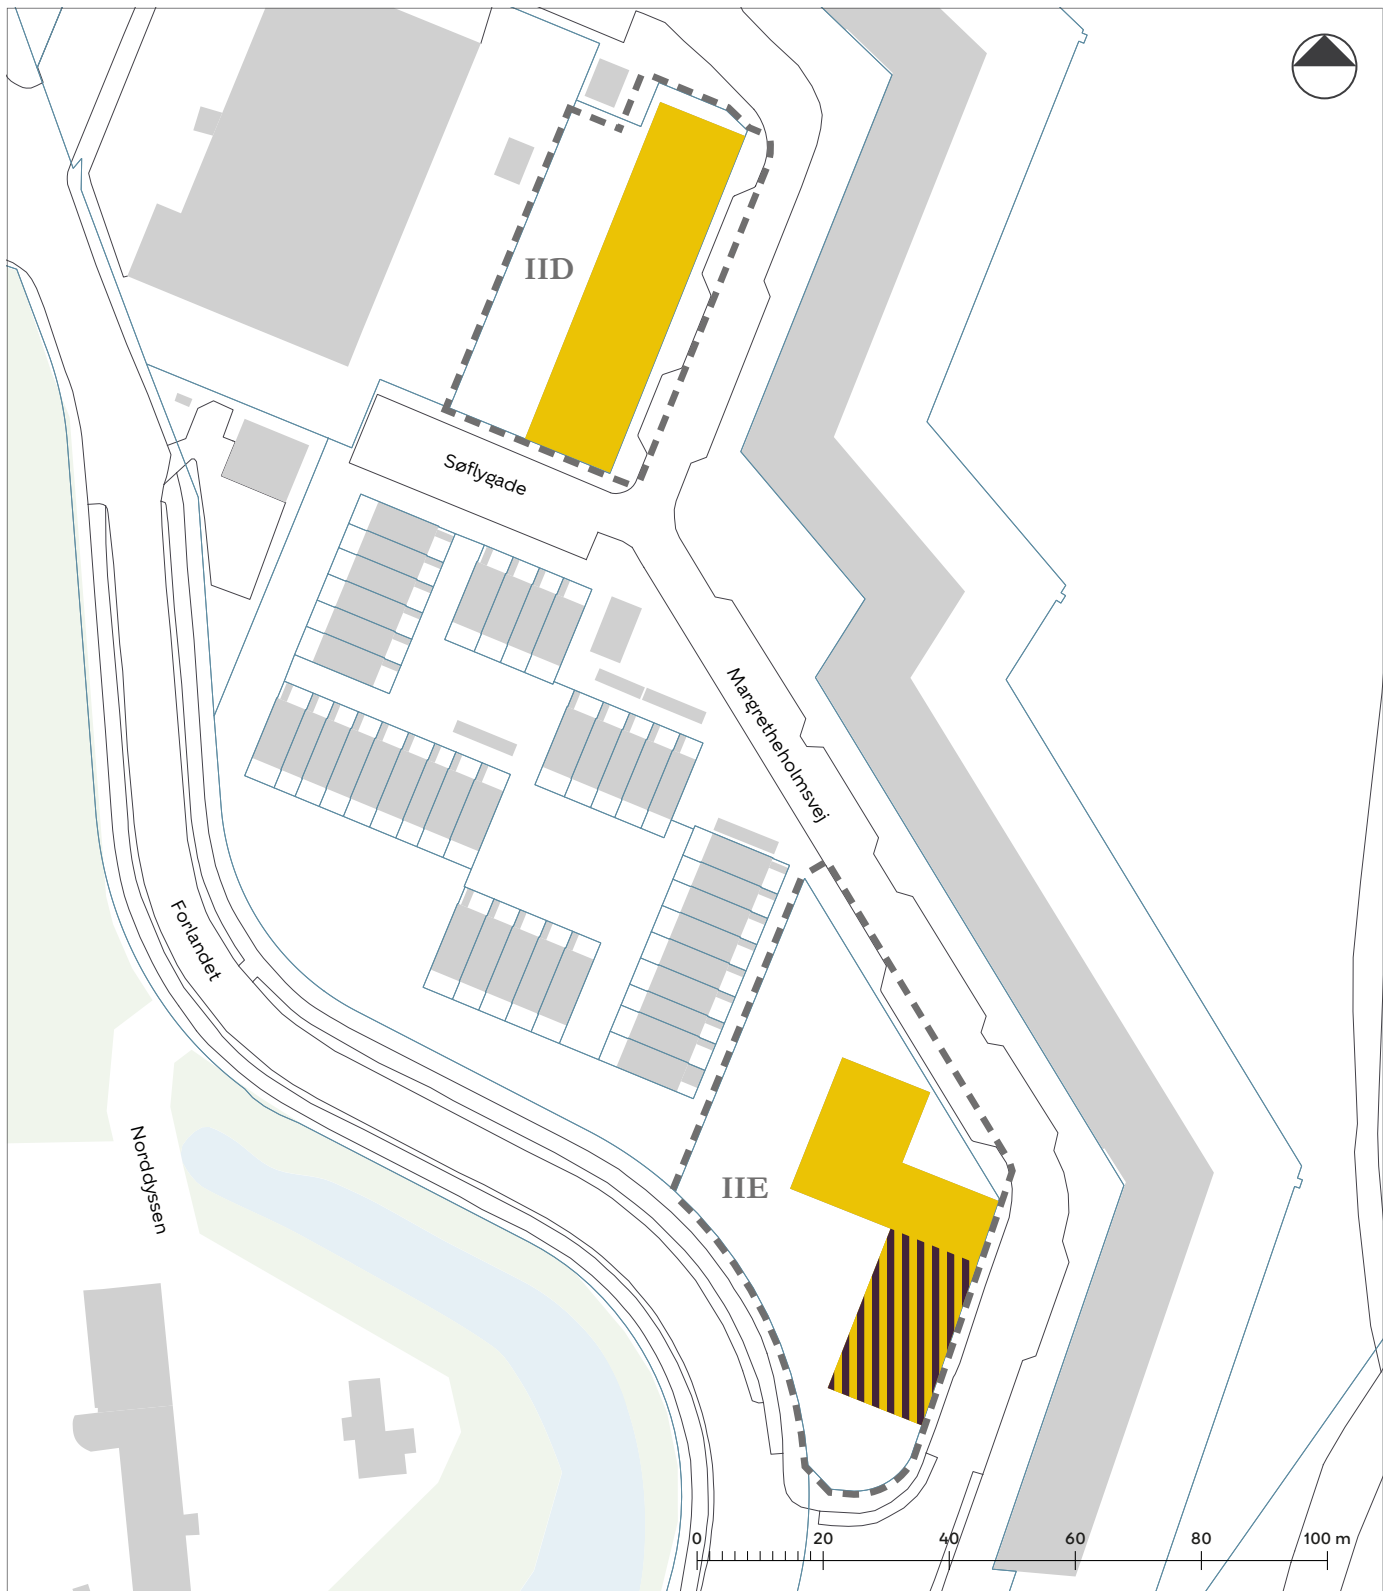 IID
Søflygade
Margretheholmsvej
Forlandet
Norddyssen
IIE
0 20 40 60 80 100 m